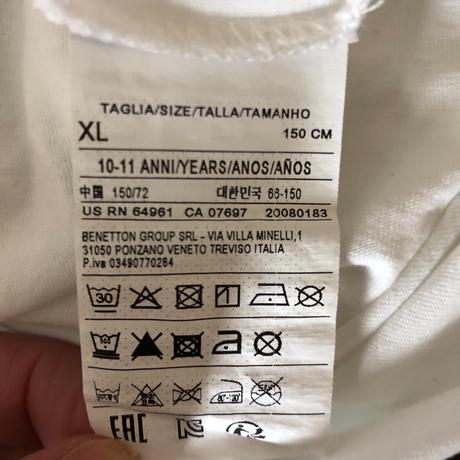 TAGLIA/SIZE/TALLA/TAMANHO
XL 150 CM
10-11 ANNI/YEARS/ANOS/AÑOS
中国 150/72 대한민국 68-150
US RN 64961 CA 07697 20080183
BENETTON GROUP SRL - VIA VILLA MINELLI,1
31050 PONZANO VENETO TREVISO ITALIA
P.iva 03490770264
30
EAC